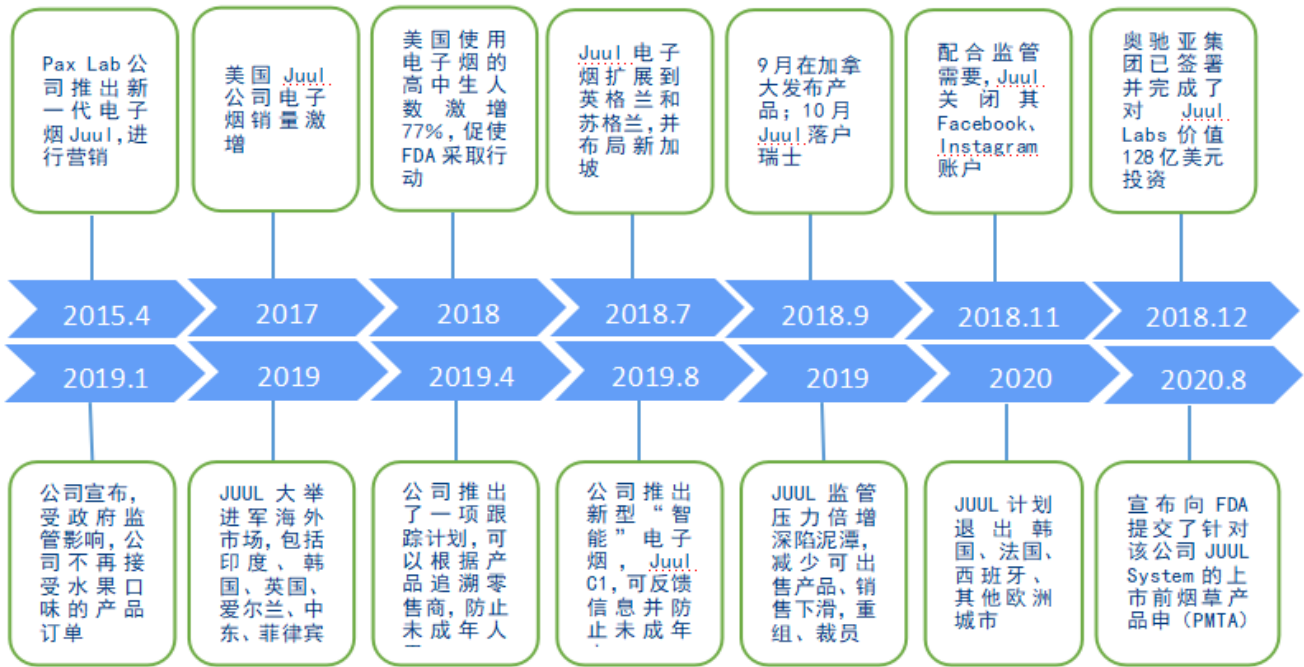 Pax Lab公
司推出新
一代电子
烟Juul,进
行营销
美国 Juul
公司电子
烟销量激
增
美国使用
电子烟的
高中生人
数激增
77%，促使
FDA采取行
动
Juul电子
烟扩展到
英格兰和
苏格兰,并
布局新加
坡
9月在加拿
大发布产
品；10月
Juul落户
瑞士
配合监管
需要,Juul
关闭其
Facebook、
Instagram
账户
奥驰亚集
团已签署
并完成了
对 Juul
Labs价值
128亿美元
投资
2015.4
2017
2018
2018.7
2018.9
2018.11
2018.12
2019.1
2019
2019.4
2019.8
2019
2020
2020.8
公司宣布,
受政府监
管影响,公
司不再接
受水果口
味的产品
订单
JUUL大举
进军海外
市场,包括
印度、韩
国、英国、
爱尔兰、中
东、菲律宾
公司推出
了一项跟
踪计划,可
以根据产
品追溯零
售商,防止
未成年人
公司推出
新型“智
能”电子
烟，Juul
C1,可反馈
信息并防
止未成年
JUUL监管
压力倍增
深陷泥潭,
减少可出
售产品、销
售下滑,重
组、裁员
JUUL计划
退出韩
国、法国、
西班牙、
其他欧洲
城市
宣布向FDA
提交了针对
该公司JUUL
System的上
市前烟草产
品申（PMTA）